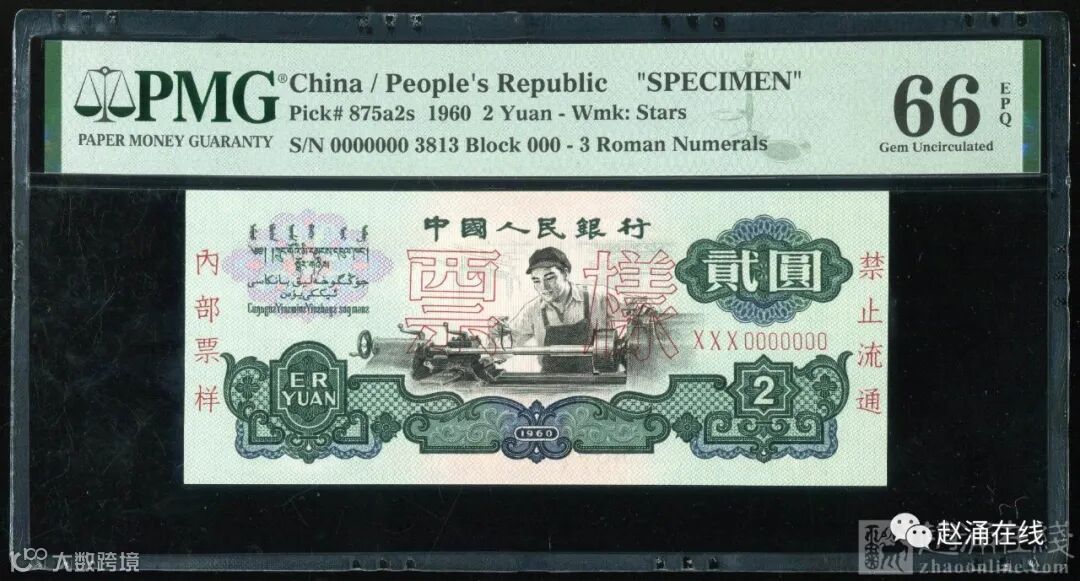 PMG® China / People's Republic "SPECIMEN" 66 EPQ
Pick# 875a2s 1960 2 Yuan - Wmk: Stars
PAPER MONEY GUARANTY S/N 0000000 3813 Block 000 - 3 Roman Numerals Gem Uncirculated
中國人民銀行
票樣
貳圓
內部票样
禁止流通
XXX0000000
ER
YUAN
2
1960
赵涌在线
zhaoonline.com
大数跨境